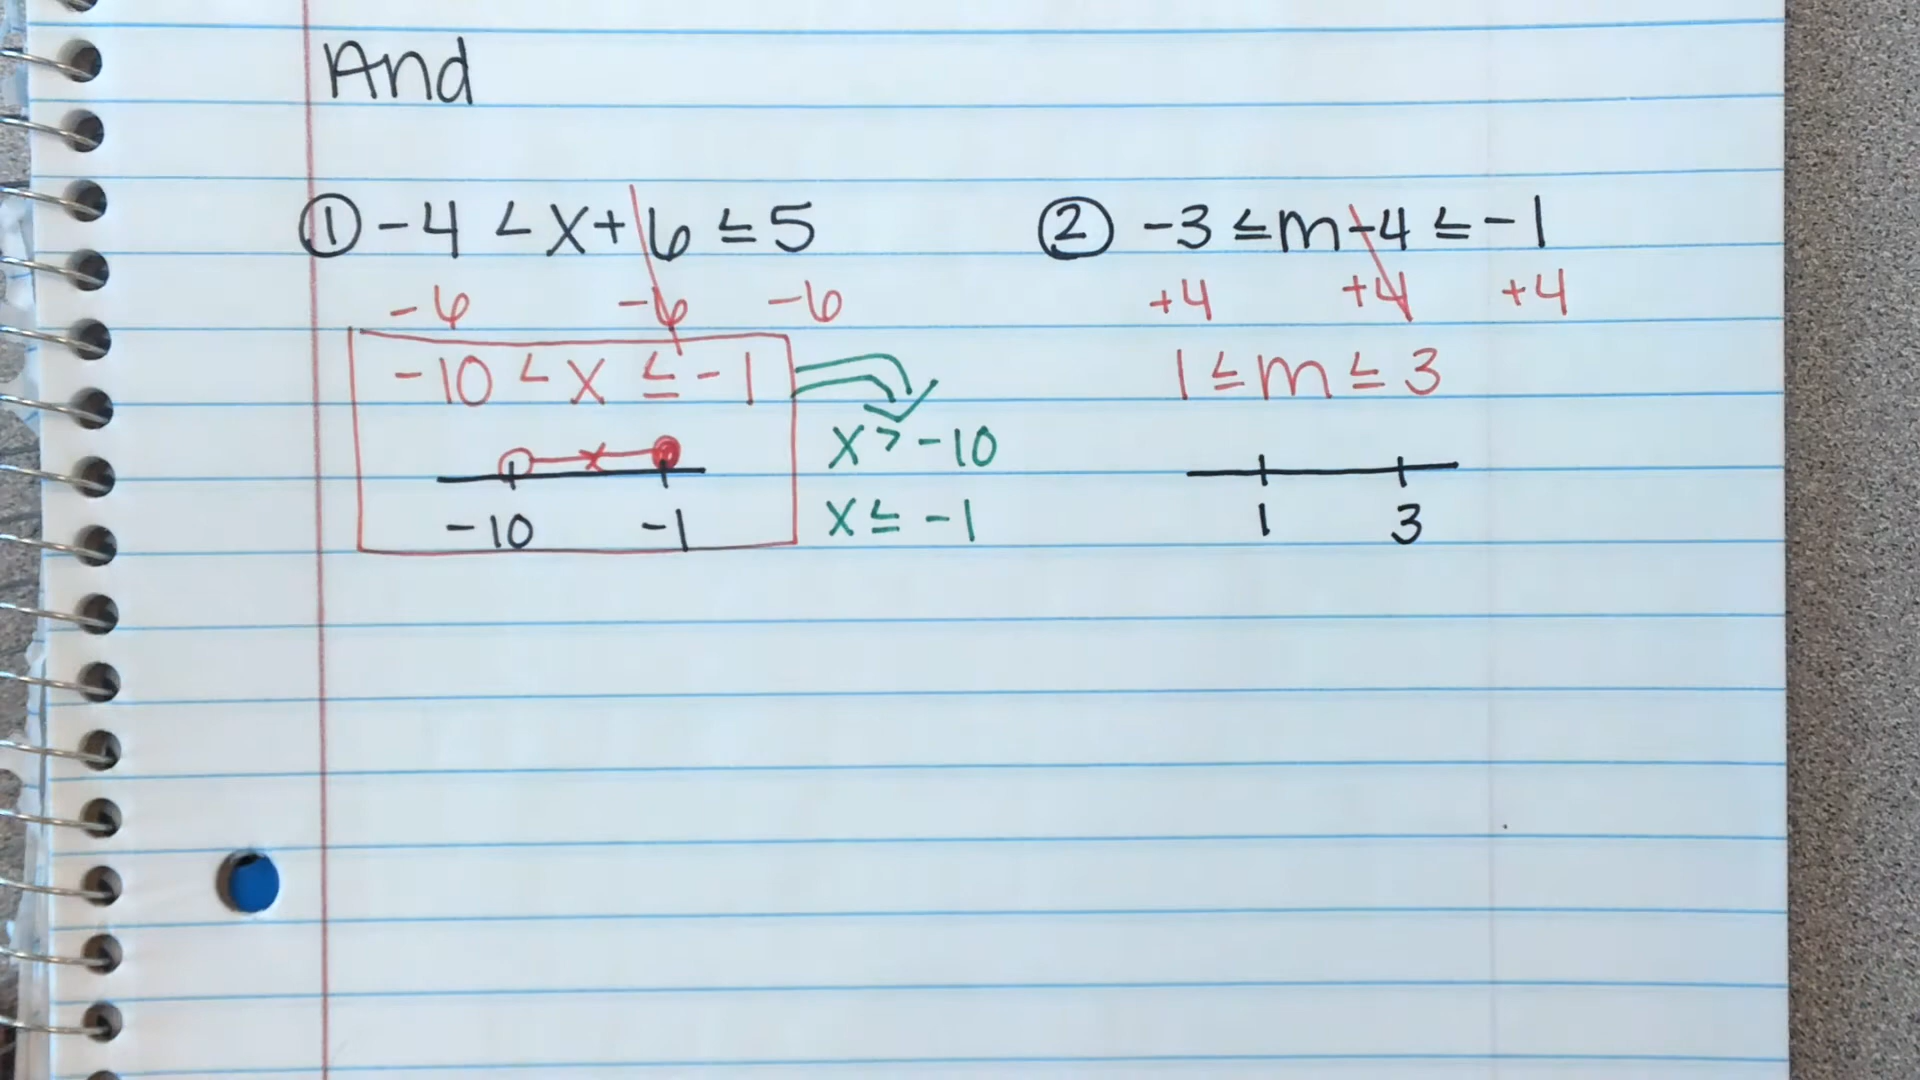 And
① -4 < x + 6 ≤ 5
-6 -6 -6
-10 < x ≤ -1
x
-10 -1
x > -10
x ≤ -1
② -3 ≤ m - 4 ≤ -1
+4 +4 +4
1 ≤ m ≤ 3
1 3